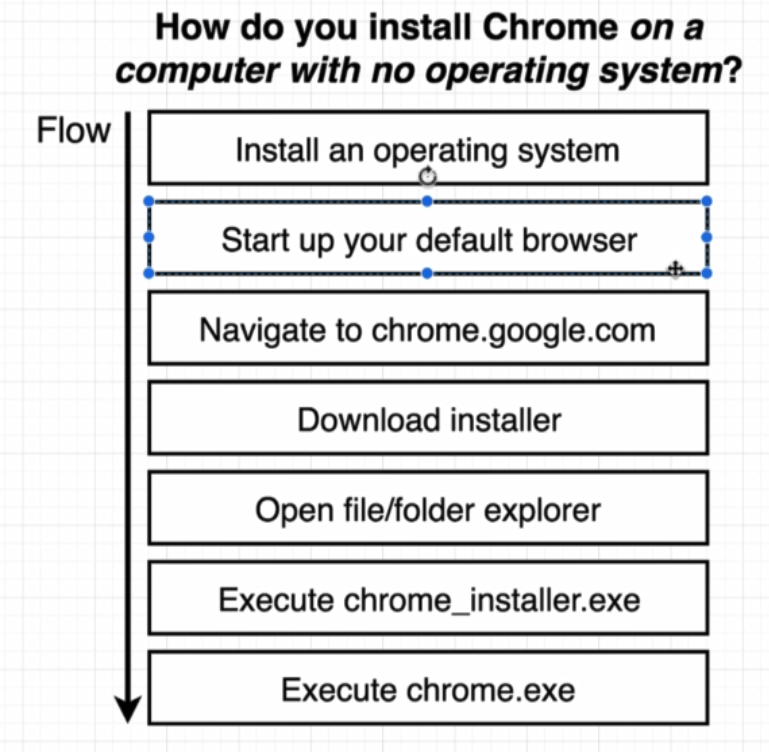 How do you install Chrome on a
computer with no operating system?
Flow
Install an operating system
Start up your default browser
Navigate to chrome.google.com
Download installer
Open file/folder explorer
Execute chrome_installer.exe
Execute chrome.exe